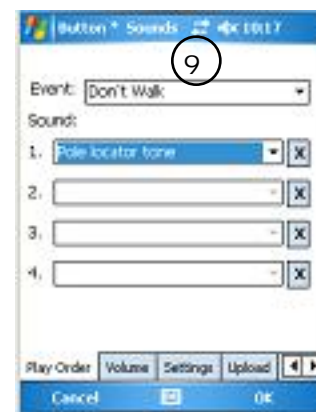 Button * Sounds 10:17
9
Event: Don't Walk
Sound:
1. Pole locator tone x
2. x
3. x
4. x
Play Order Volume Settings Upload
Cancel OK